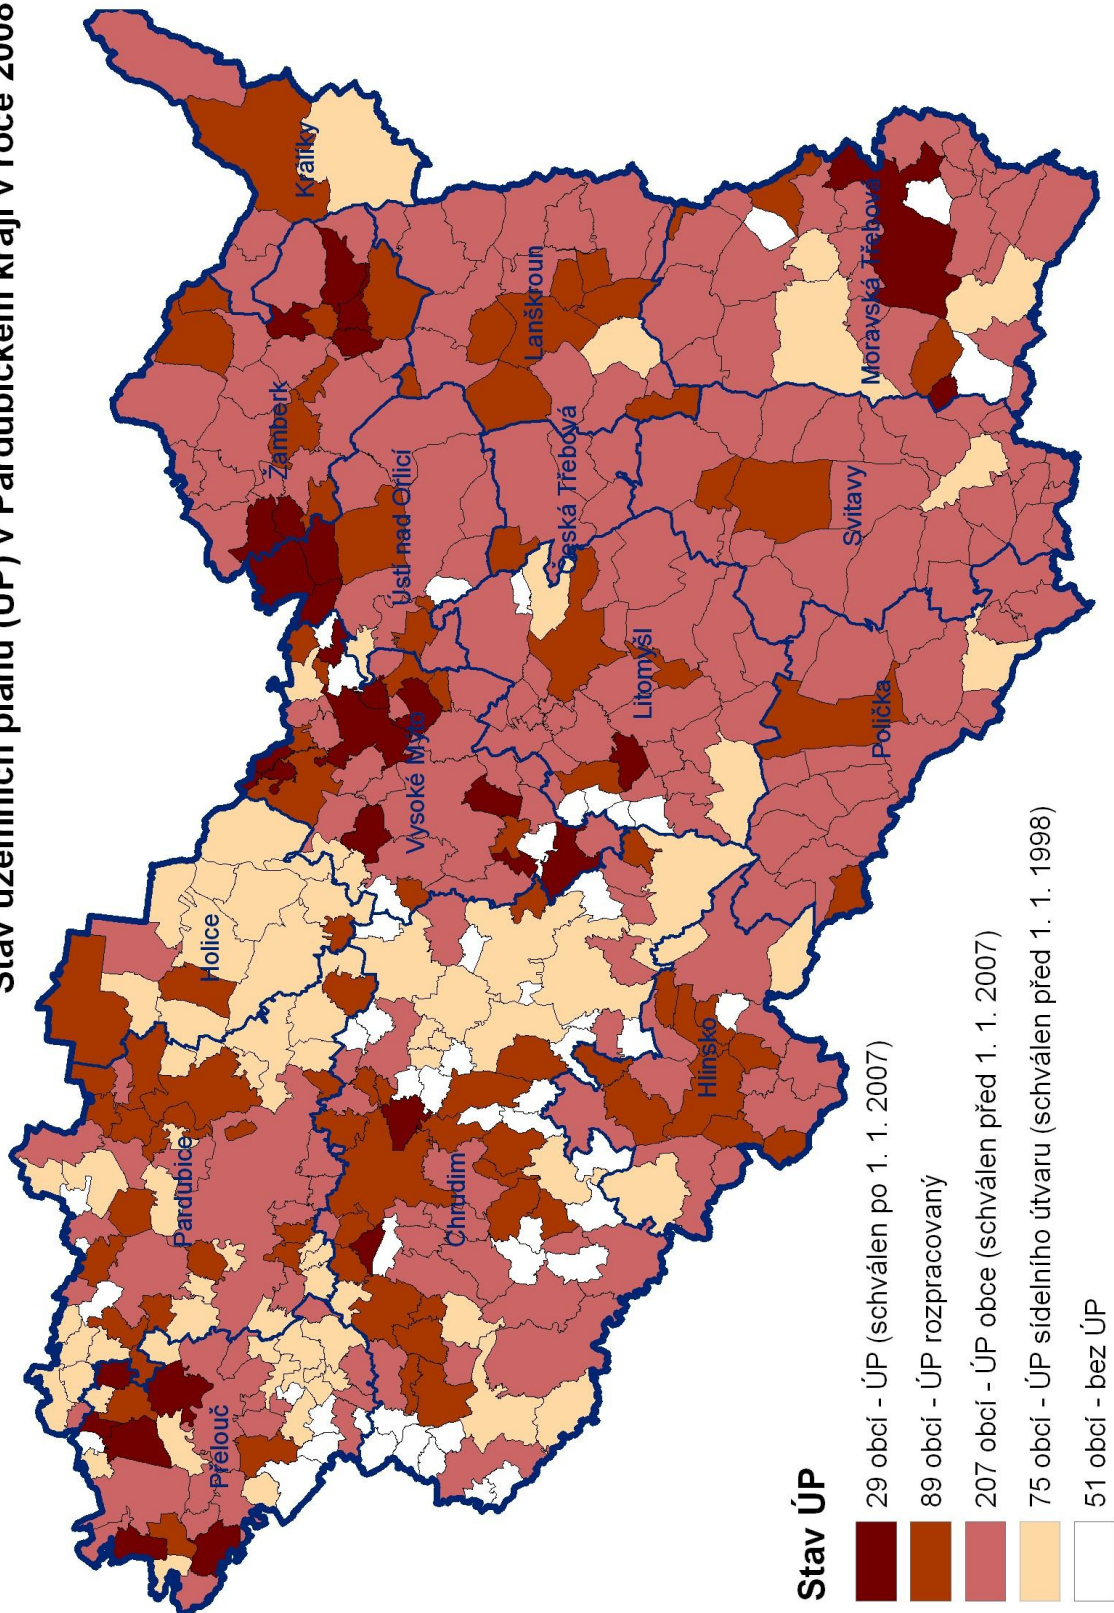 Stav územních plánů (ÚP) v Pardubickém kraji v roce 2008
Králíky
Žamberk
Lanškroun
Ústí nad Orlicí
Česká Třebová
Moravská Třebová
Vysoké Mýto
Litomyšl
Svitavy
Polička
Holice
Pardubice
Chrudim
Hlinsko
Přelouč
Stav ÚP
29 obcí - ÚP (schválen po 1. 1. 2007)
89 obcí - ÚP rozpracovaný
207 obcí - ÚP obce (schválen před 1. 1. 2007)
75 obcí - ÚP sídelního útvaru (schválen před 1. 1. 1998)
51 obcí - bez ÚP